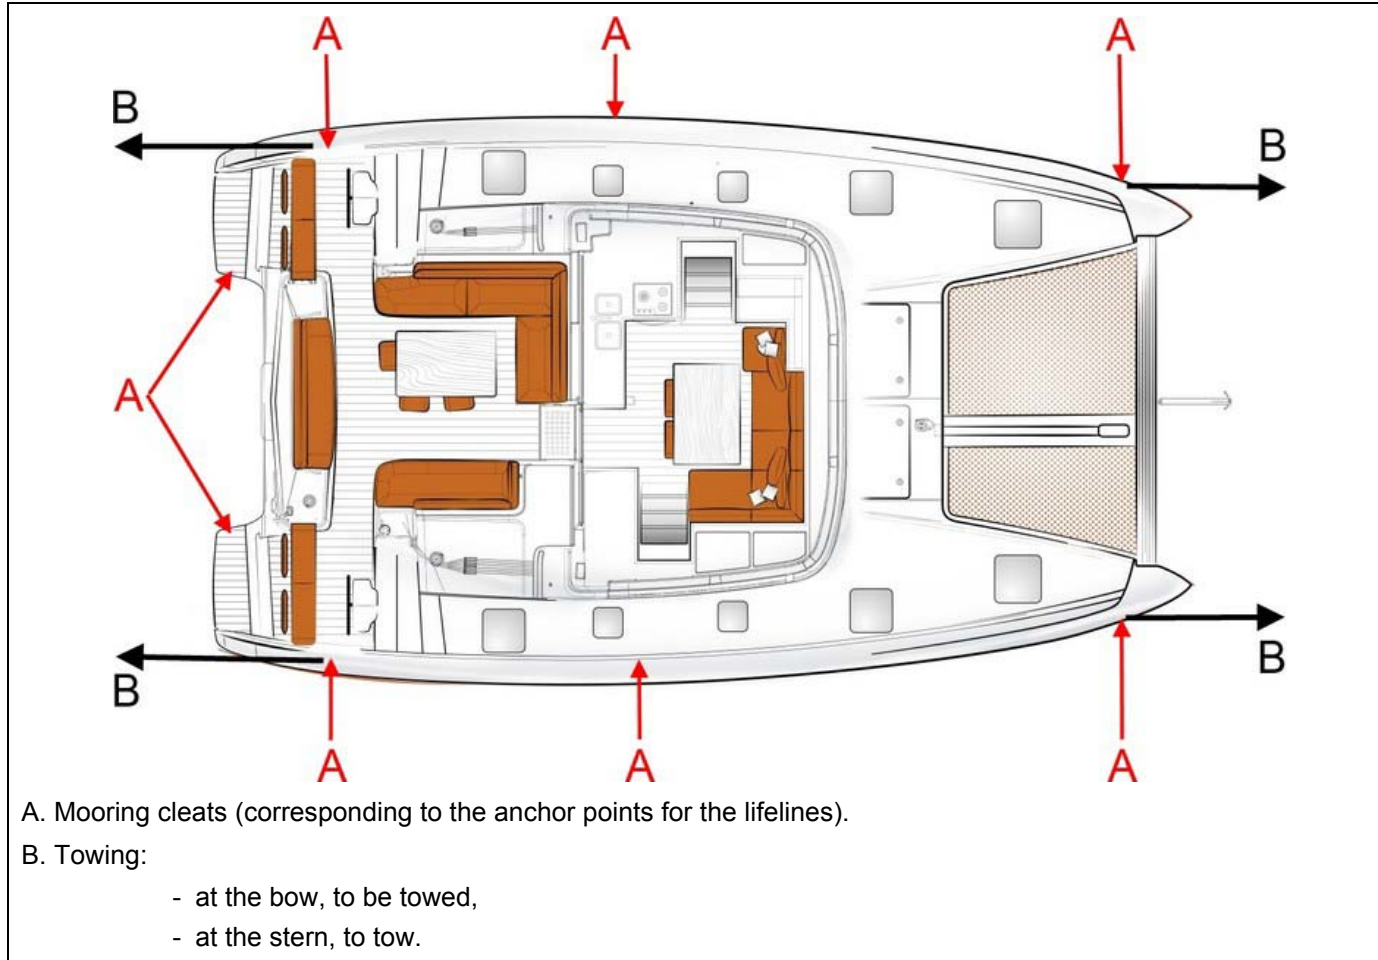 A A A
B
B
A
B
B
A A A
A. Mooring cleats (corresponding to the anchor points for the lifelines).
B. Towing:
- at the bow, to be towed,
- at the stern, to tow.